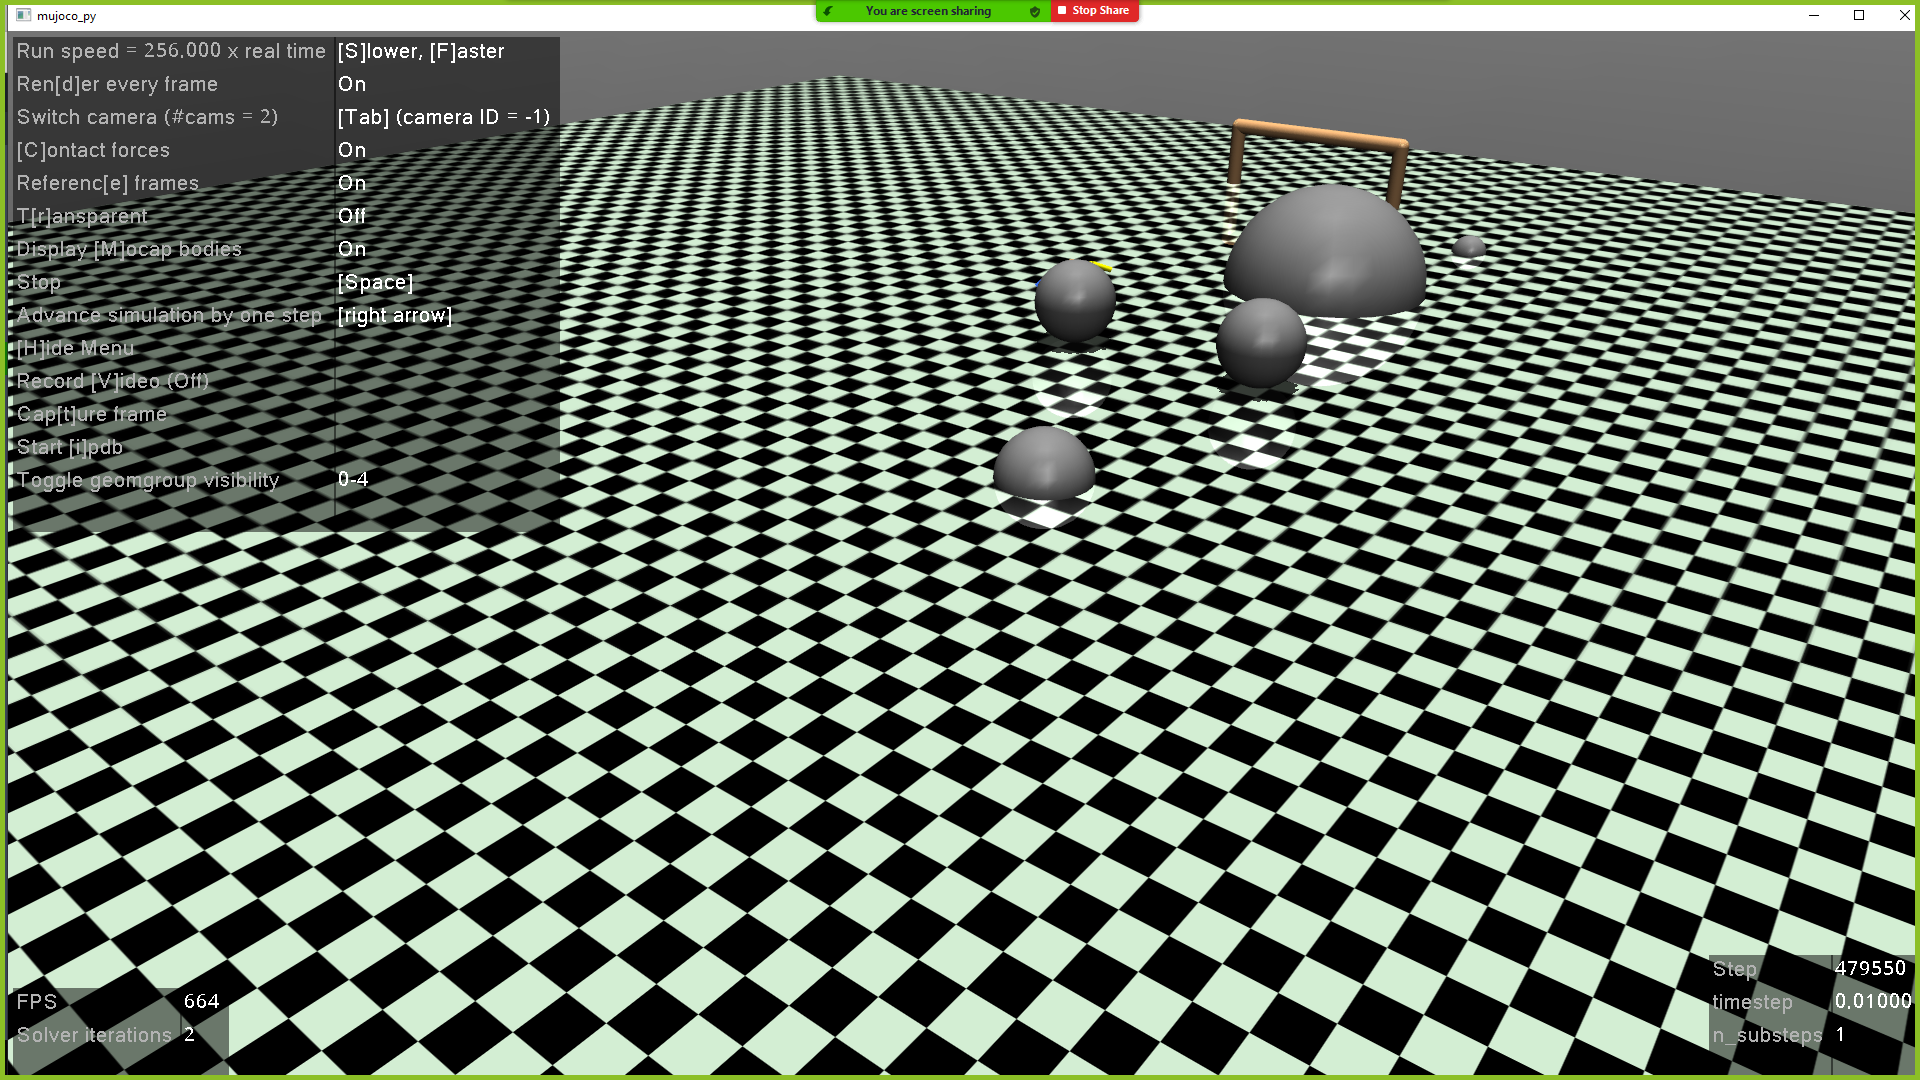 mujoco_py
You are screen sharing
Stop Share
Run speed = 256.000 x real time [S]lower, [F]aster
Ren[d]er every frame On
Switch camera (#cams = 2) [Tab] (camera ID = -1)
[C]ontact forces On
Referenc[e] frames On
T[r]ansparent Off
Display [M]ocap bodies On
Stop [Space]
Advance simulation by one step [right arrow]
[H]ide Menu
Record [V]ideo (Off)
Cap[t]ure frame
Start [i]pdb
Toggle geomgroup visibility 0-4
FPS 664
Solver iterations 2
Step 479550
timestep 0.01000
n_substeps 1